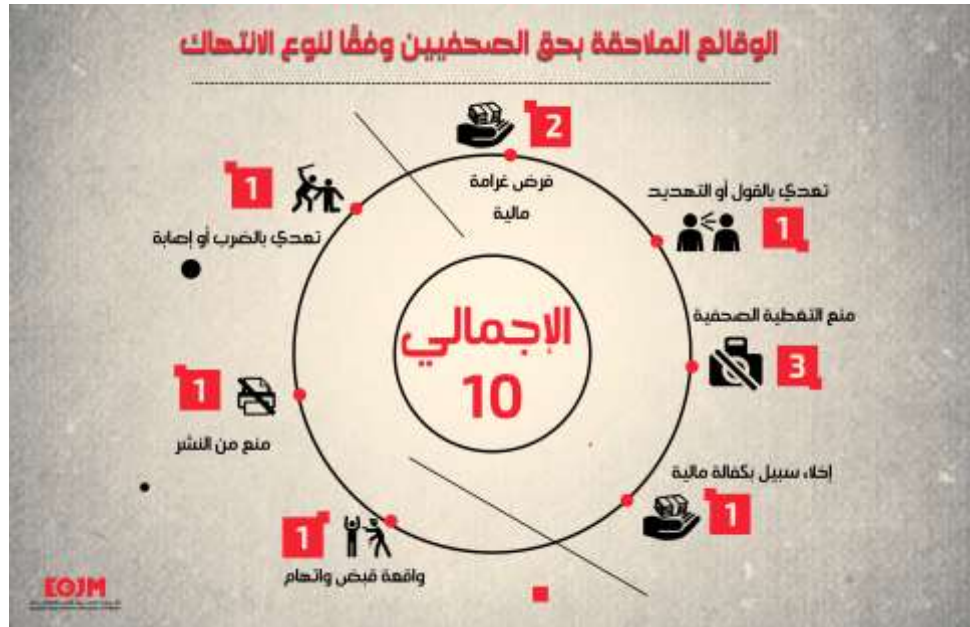 الوقائع الملاحقة بحق الصحفيين وفقًا لنوع الانتهاك
2
فرض غرامة
مالية
تعدي بالقول أو التهديد
1
منع التغطية الصحفية
3
إخلاء سبيل بكفالة مالية
1
1
واقعة قبض واتهام
1
منع من النشر
1
تعدي بالضرب أو إصابة
الإجمالي
10
EOJM